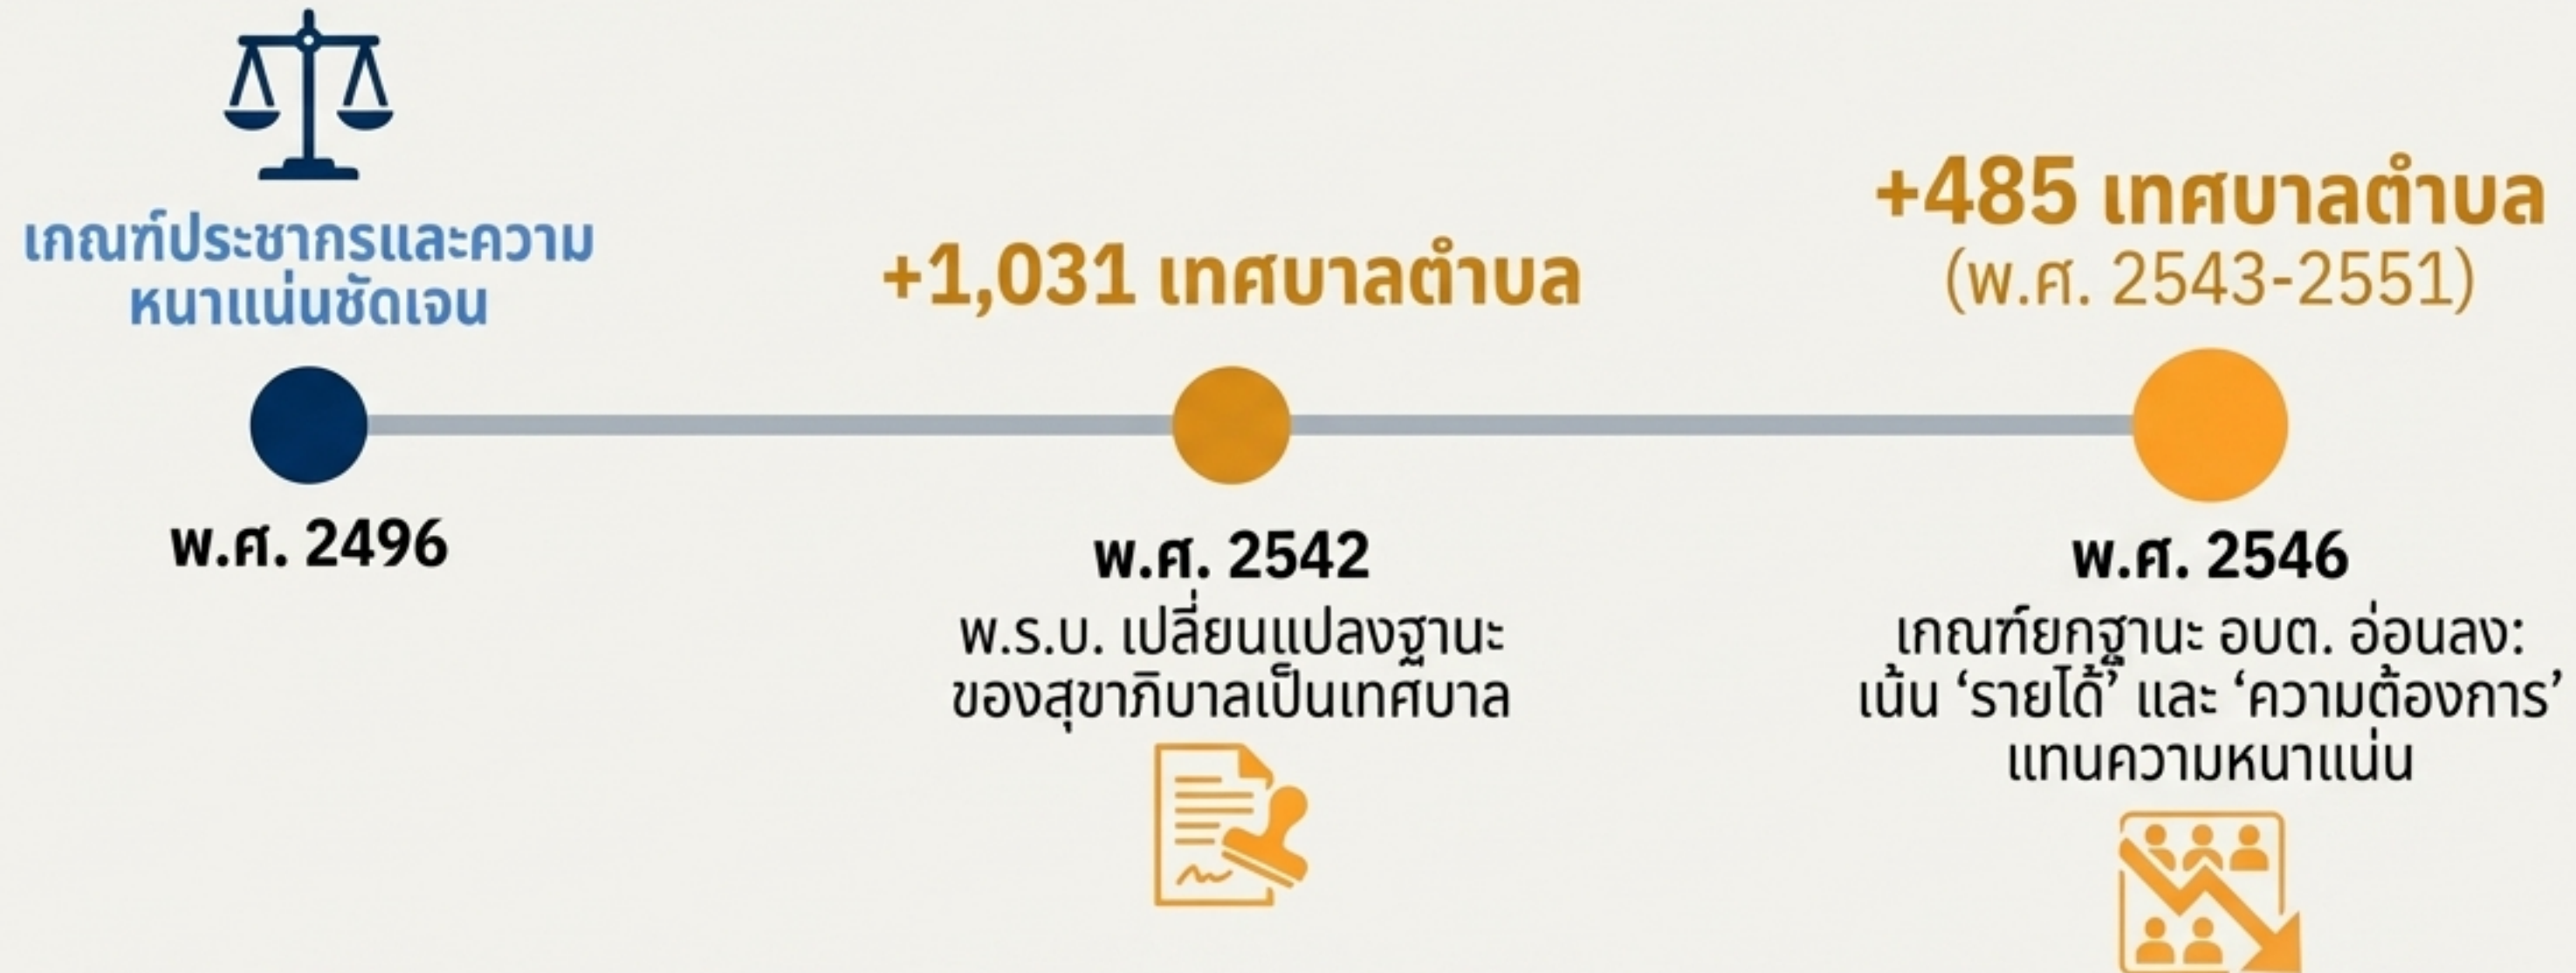 เกณฑ์ประชากรและความ
หนาแน่นชัดเจน
พ.ศ. 2496
+1,031 เทศบาลตำบล
พ.ศ. 2542
พ.ร.บ. เปลี่ยนแปลงฐานะ
ของสุขาภิบาลเป็นเทศบาล
+485 เทศบาลตำบล
(พ.ศ. 2543-2551)
พ.ศ. 2546
เกณฑ์ยกฐานะ อบต. อ่อนลง:
เน้น ‘รายได้’ และ ‘ความต้องการ’
แทนความหนาแน่น